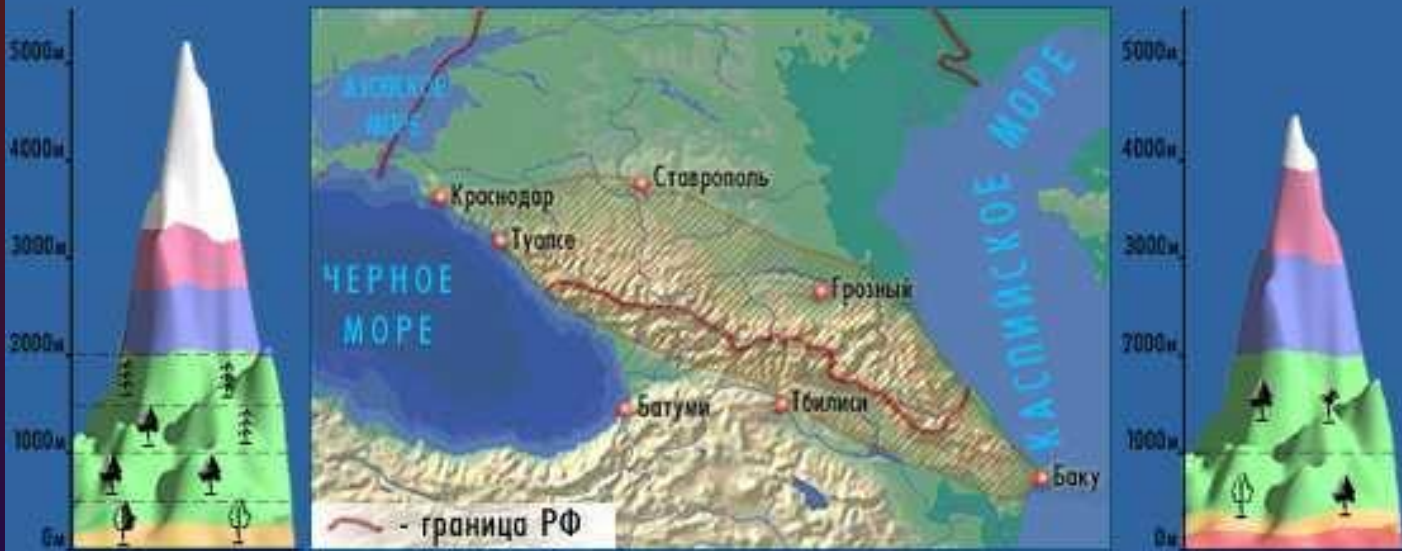 5000м
4000м
3000м
2000м
1000м
0м
АЗОВСКОЕ
МОРЕ
Краснодар
Ставрополь
Туапсе
ЧЕРНОЕ
МОРЕ
Грозный
Батуми
Тбилиси
Баку
КАСПИЙСКОЕ МОРЕ
- граница РФ
5000м
4000м
3000м
2000м
1000м
0м